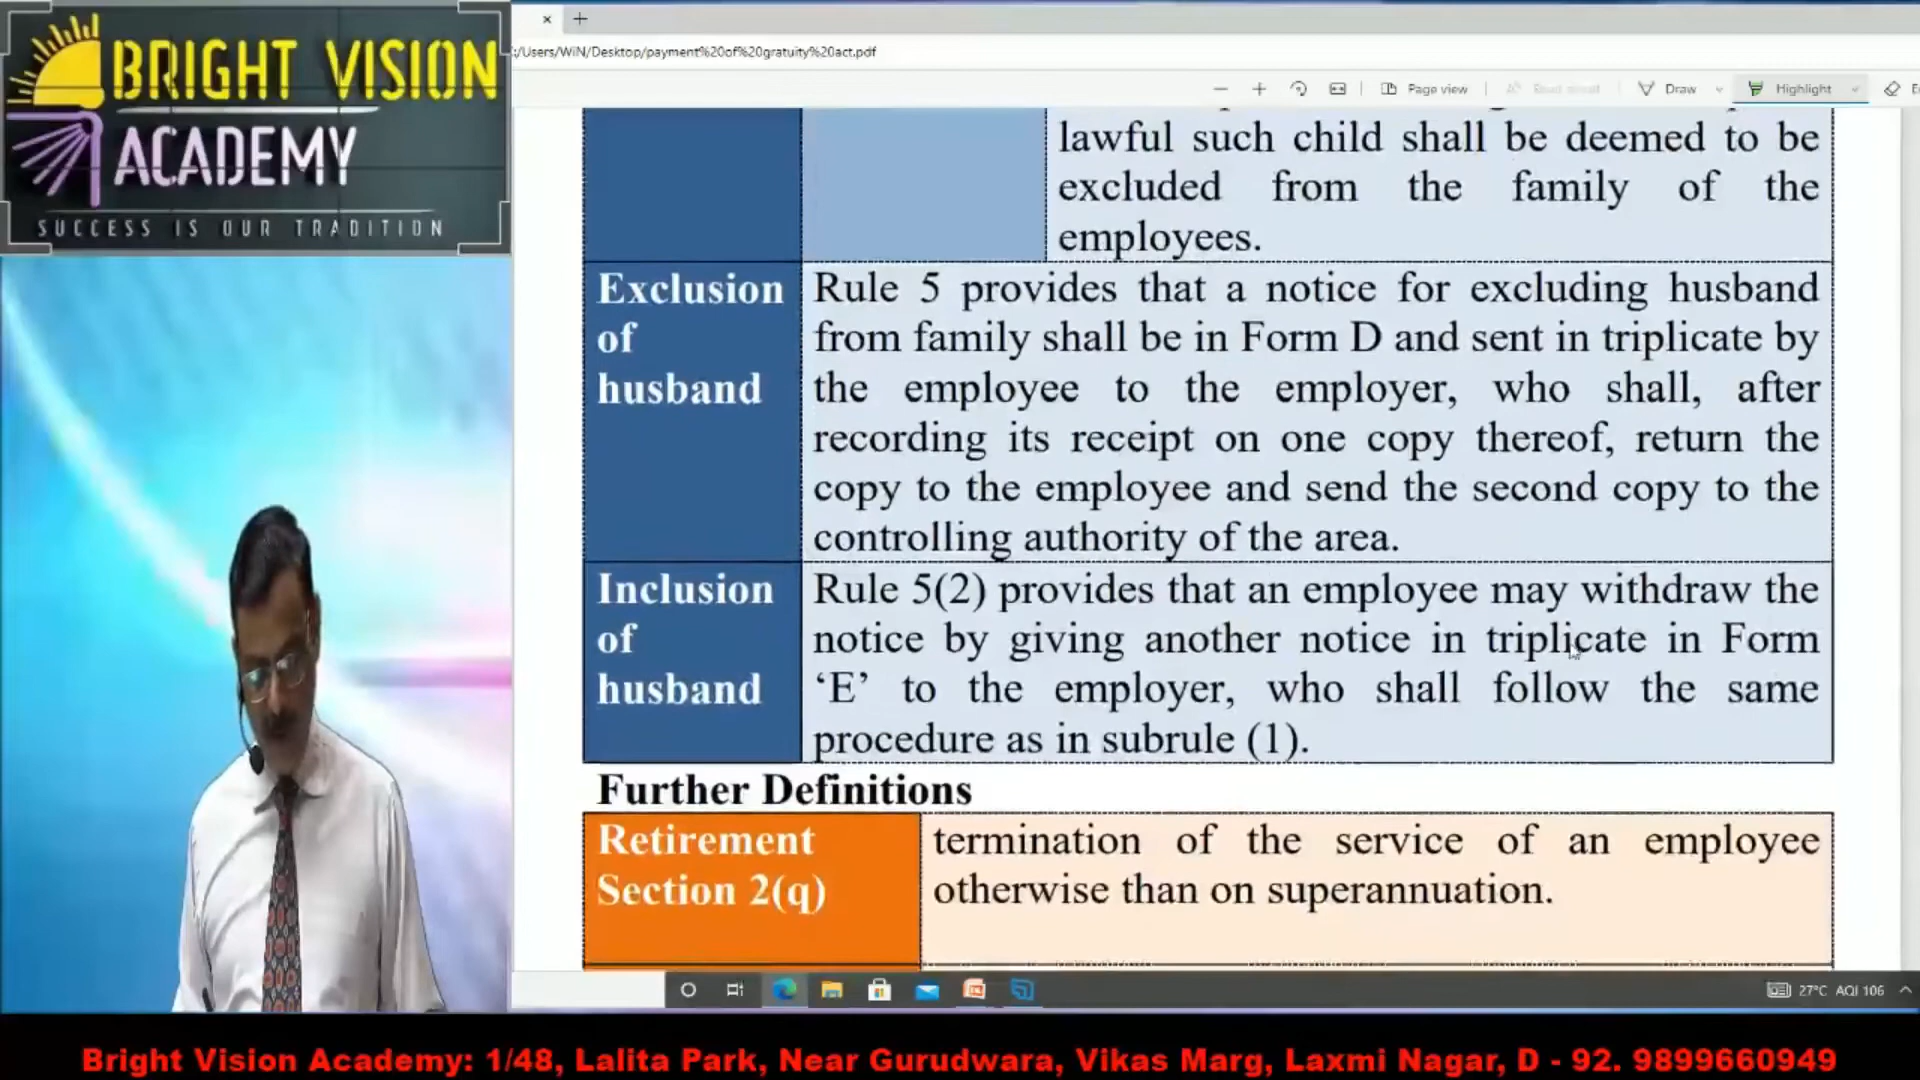 BRIGHT VISION
ACADEMY
SUCCESS IS OUR TRADITION
:/Users/WiN/Desktop/payment%20of%20gratuity%20act.pdf
Page view
Read aloud
Draw
Highlight
lawful such child shall be deemed to be
excluded from the family of the
employees.
Exclusion
of
husband
Rule 5 provides that a notice for excluding husband
from family shall be in Form D and sent in triplicate by
the employee to the employer, who shall, after
recording its receipt on one copy thereof, return the
copy to the employee and send the second copy to the
controlling authority of the area.
Inclusion
of
husband
Rule 5(2) provides that an employee may withdraw the
notice by giving another notice in triplicate in Form
‘E’ to the employer, who shall follow the same
procedure as in subrule (1).
Further Definitions
Retirement
Section 2(q)
termination of the service of an employee
otherwise than on superannuation.
27°C AQI 106
Bright Vision Academy: 1/48, Lalita Park, Near Gurudwara, Vikas Marg, Laxmi Nagar, D - 92. 9899660949